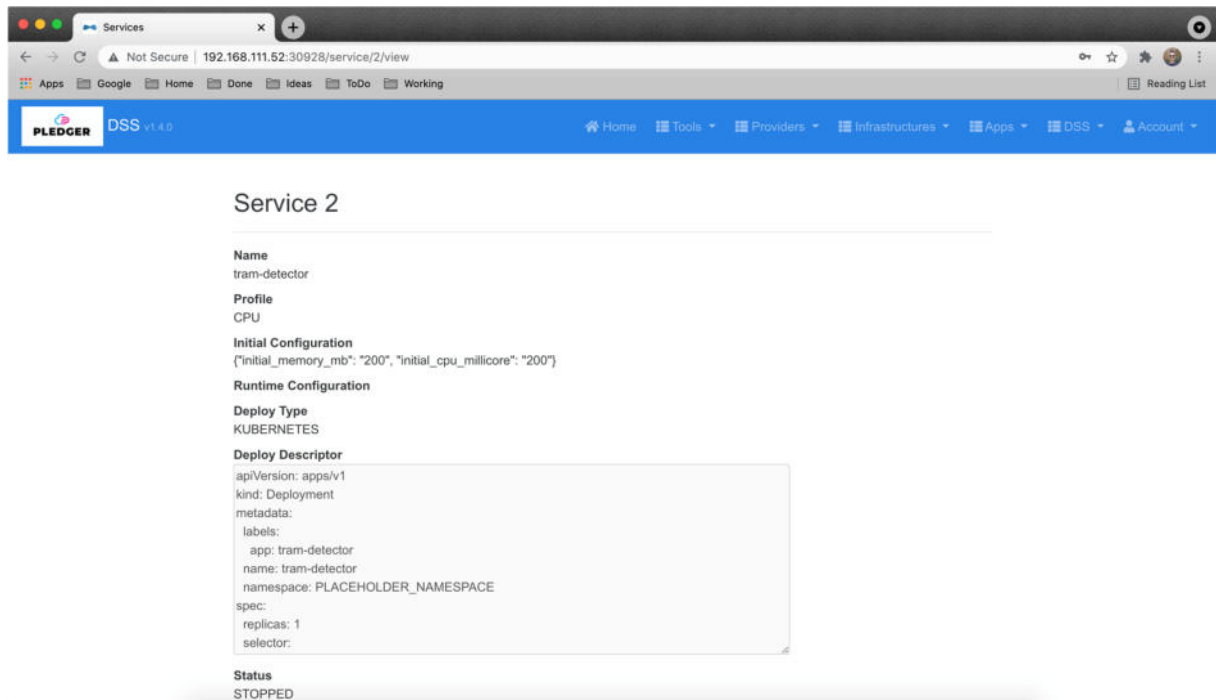 Services
Not Secure | 192.168.111.52:30928/service/2/view
Apps Google Home Done Ideas ToDo Working Reading List
PLEDGER DSS v1.4.0 Home Tools Providers Infrastructures Apps DSS Account
Service 2
Name
tram-detector
Profile
CPU
Initial Configuration
{"initial_memory_mb": "200", "initial_cpu_millicore": "200"}
Runtime Configuration
Deploy Type
KUBERNETES
Deploy Descriptor
apiVersion: apps/v1
kind: Deployment
metadata:
labels:
app: tram-detector
name: tram-detector
namespace: PLACEHOLDER_NAMESPACE
spec:
replicas: 1
selector:
Status
STOPPED